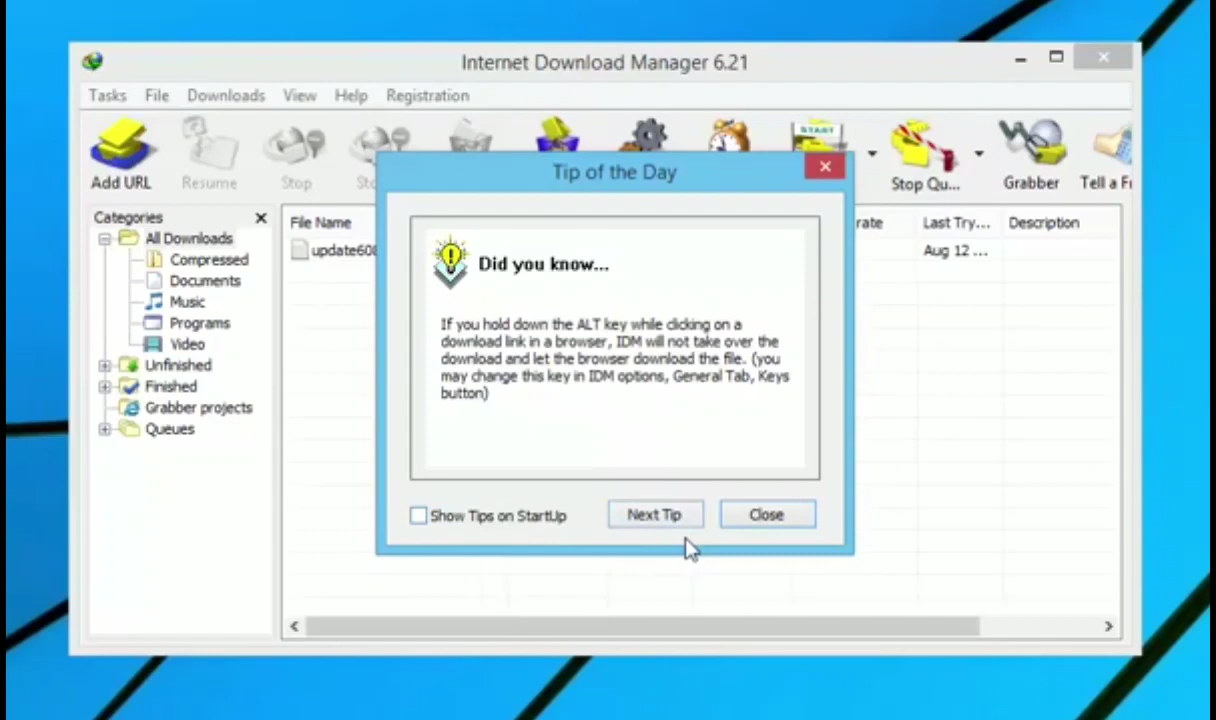 Internet Download Manager 6.21
Tasks File Downloads View Help Registration
START
Add URL Resume Stop Stop Qu... Grabber Tell a
Tip of the Day
Categories
All Downloads
Compressed
Documents
Music
Programs
Video
Unfinished
Finished
Grabber projects
Queues
File Name rate Last Try... Description
Aug 12 ...
Did you know...
If you hold down the ALT key while clicking on a
download link in a browser, IDM will not take over the
download and let the browser download the file. (you
may change this key in IDM options, General Tab, Keys
button)
Show Tips on StartUp Next Tip Close